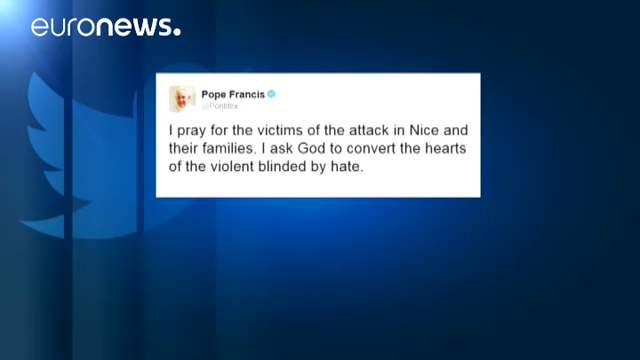 euronews.
Pope Francis
@Pontifex
I pray for the victims of the attack in Nice and
their families. I ask God to convert the hearts
of the violent blinded by hate.